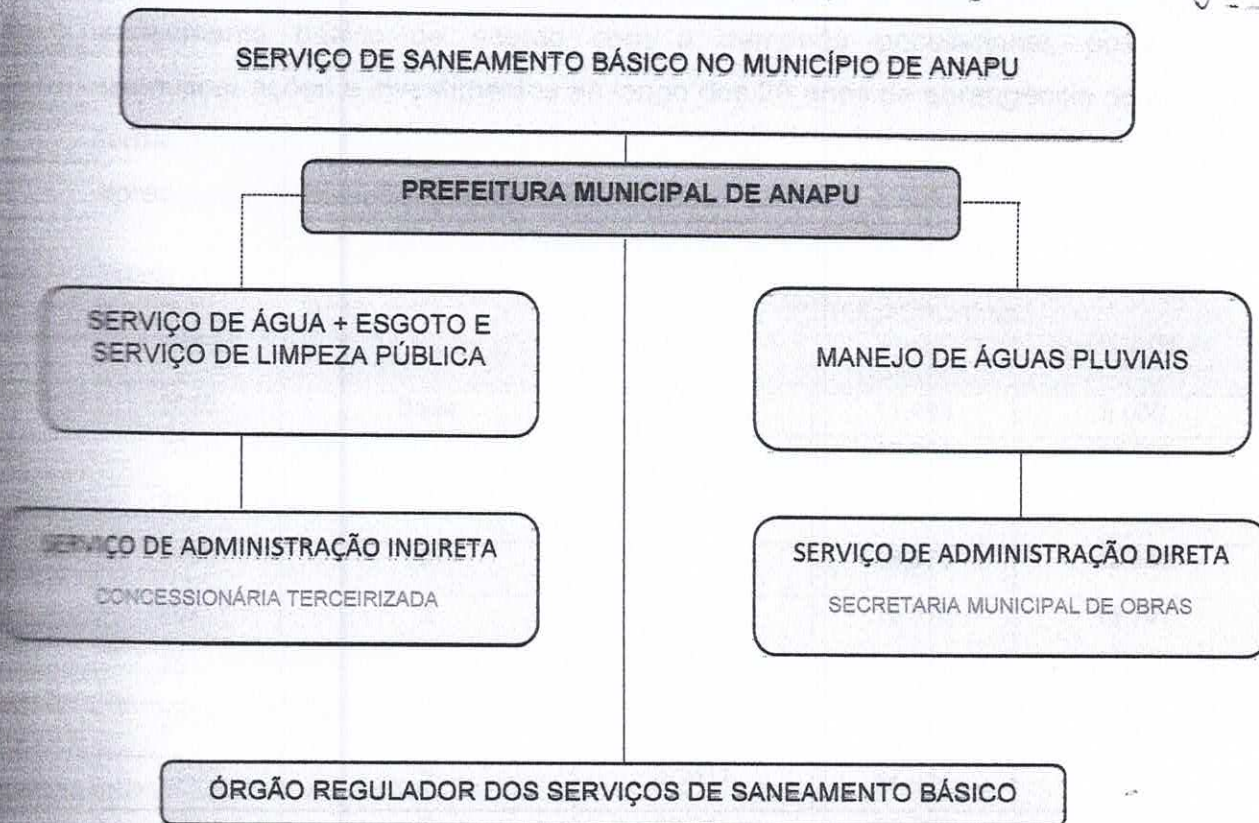 SERVIÇO DE SANEAMENTO BÁSICO NO MUNICÍPIO DE ANAPU
PREFEITURA MUNICIPAL DE ANAPU
SERVIÇO DE ÁGUA + ESGOTO E
SERVIÇO DE LIMPEZA PÚBLICA
MANEJO DE ÁGUAS PLUVIAIS
SERVIÇO DE ADMINISTRAÇÃO INDIRETA
CONCESSIONÁRIA TERCEIRIZADA
SERVIÇO DE ADMINISTRAÇÃO DIRETA
SECRETARIA MUNICIPAL DE OBRAS
ÓRGÃO REGULADOR DOS SERVIÇOS DE SANEAMENTO BÁSICO